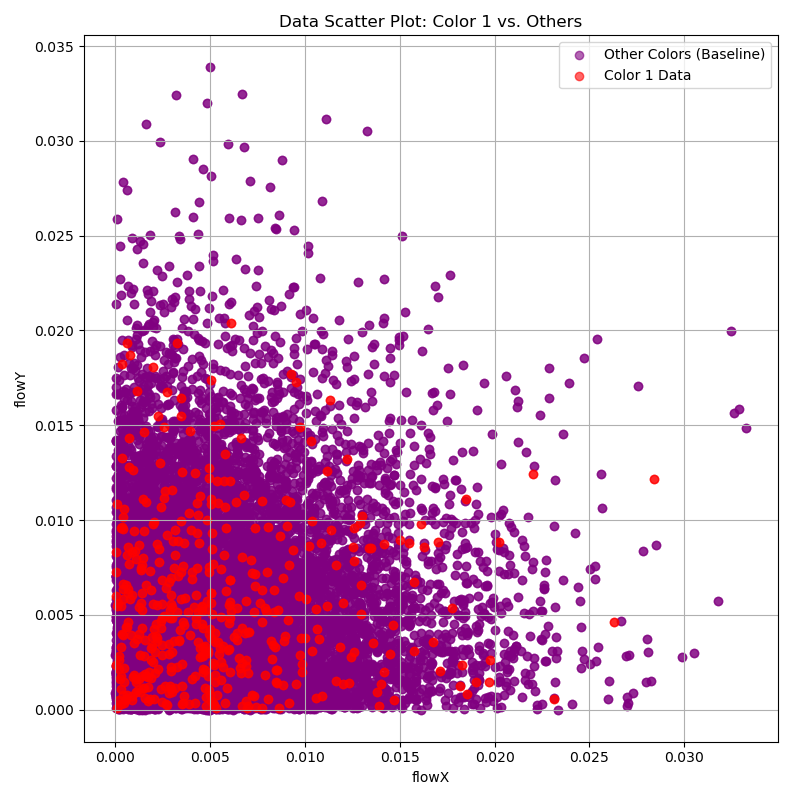 Data Scatter Plot: Color 1 vs. Others
Other Colors (Baseline)
Color 1 Data
flowY
0.035
0.030
0.025
0.020
0.015
0.010
0.005
0.000
0.000 0.005 0.010 0.015 0.020 0.025 0.030
flowX